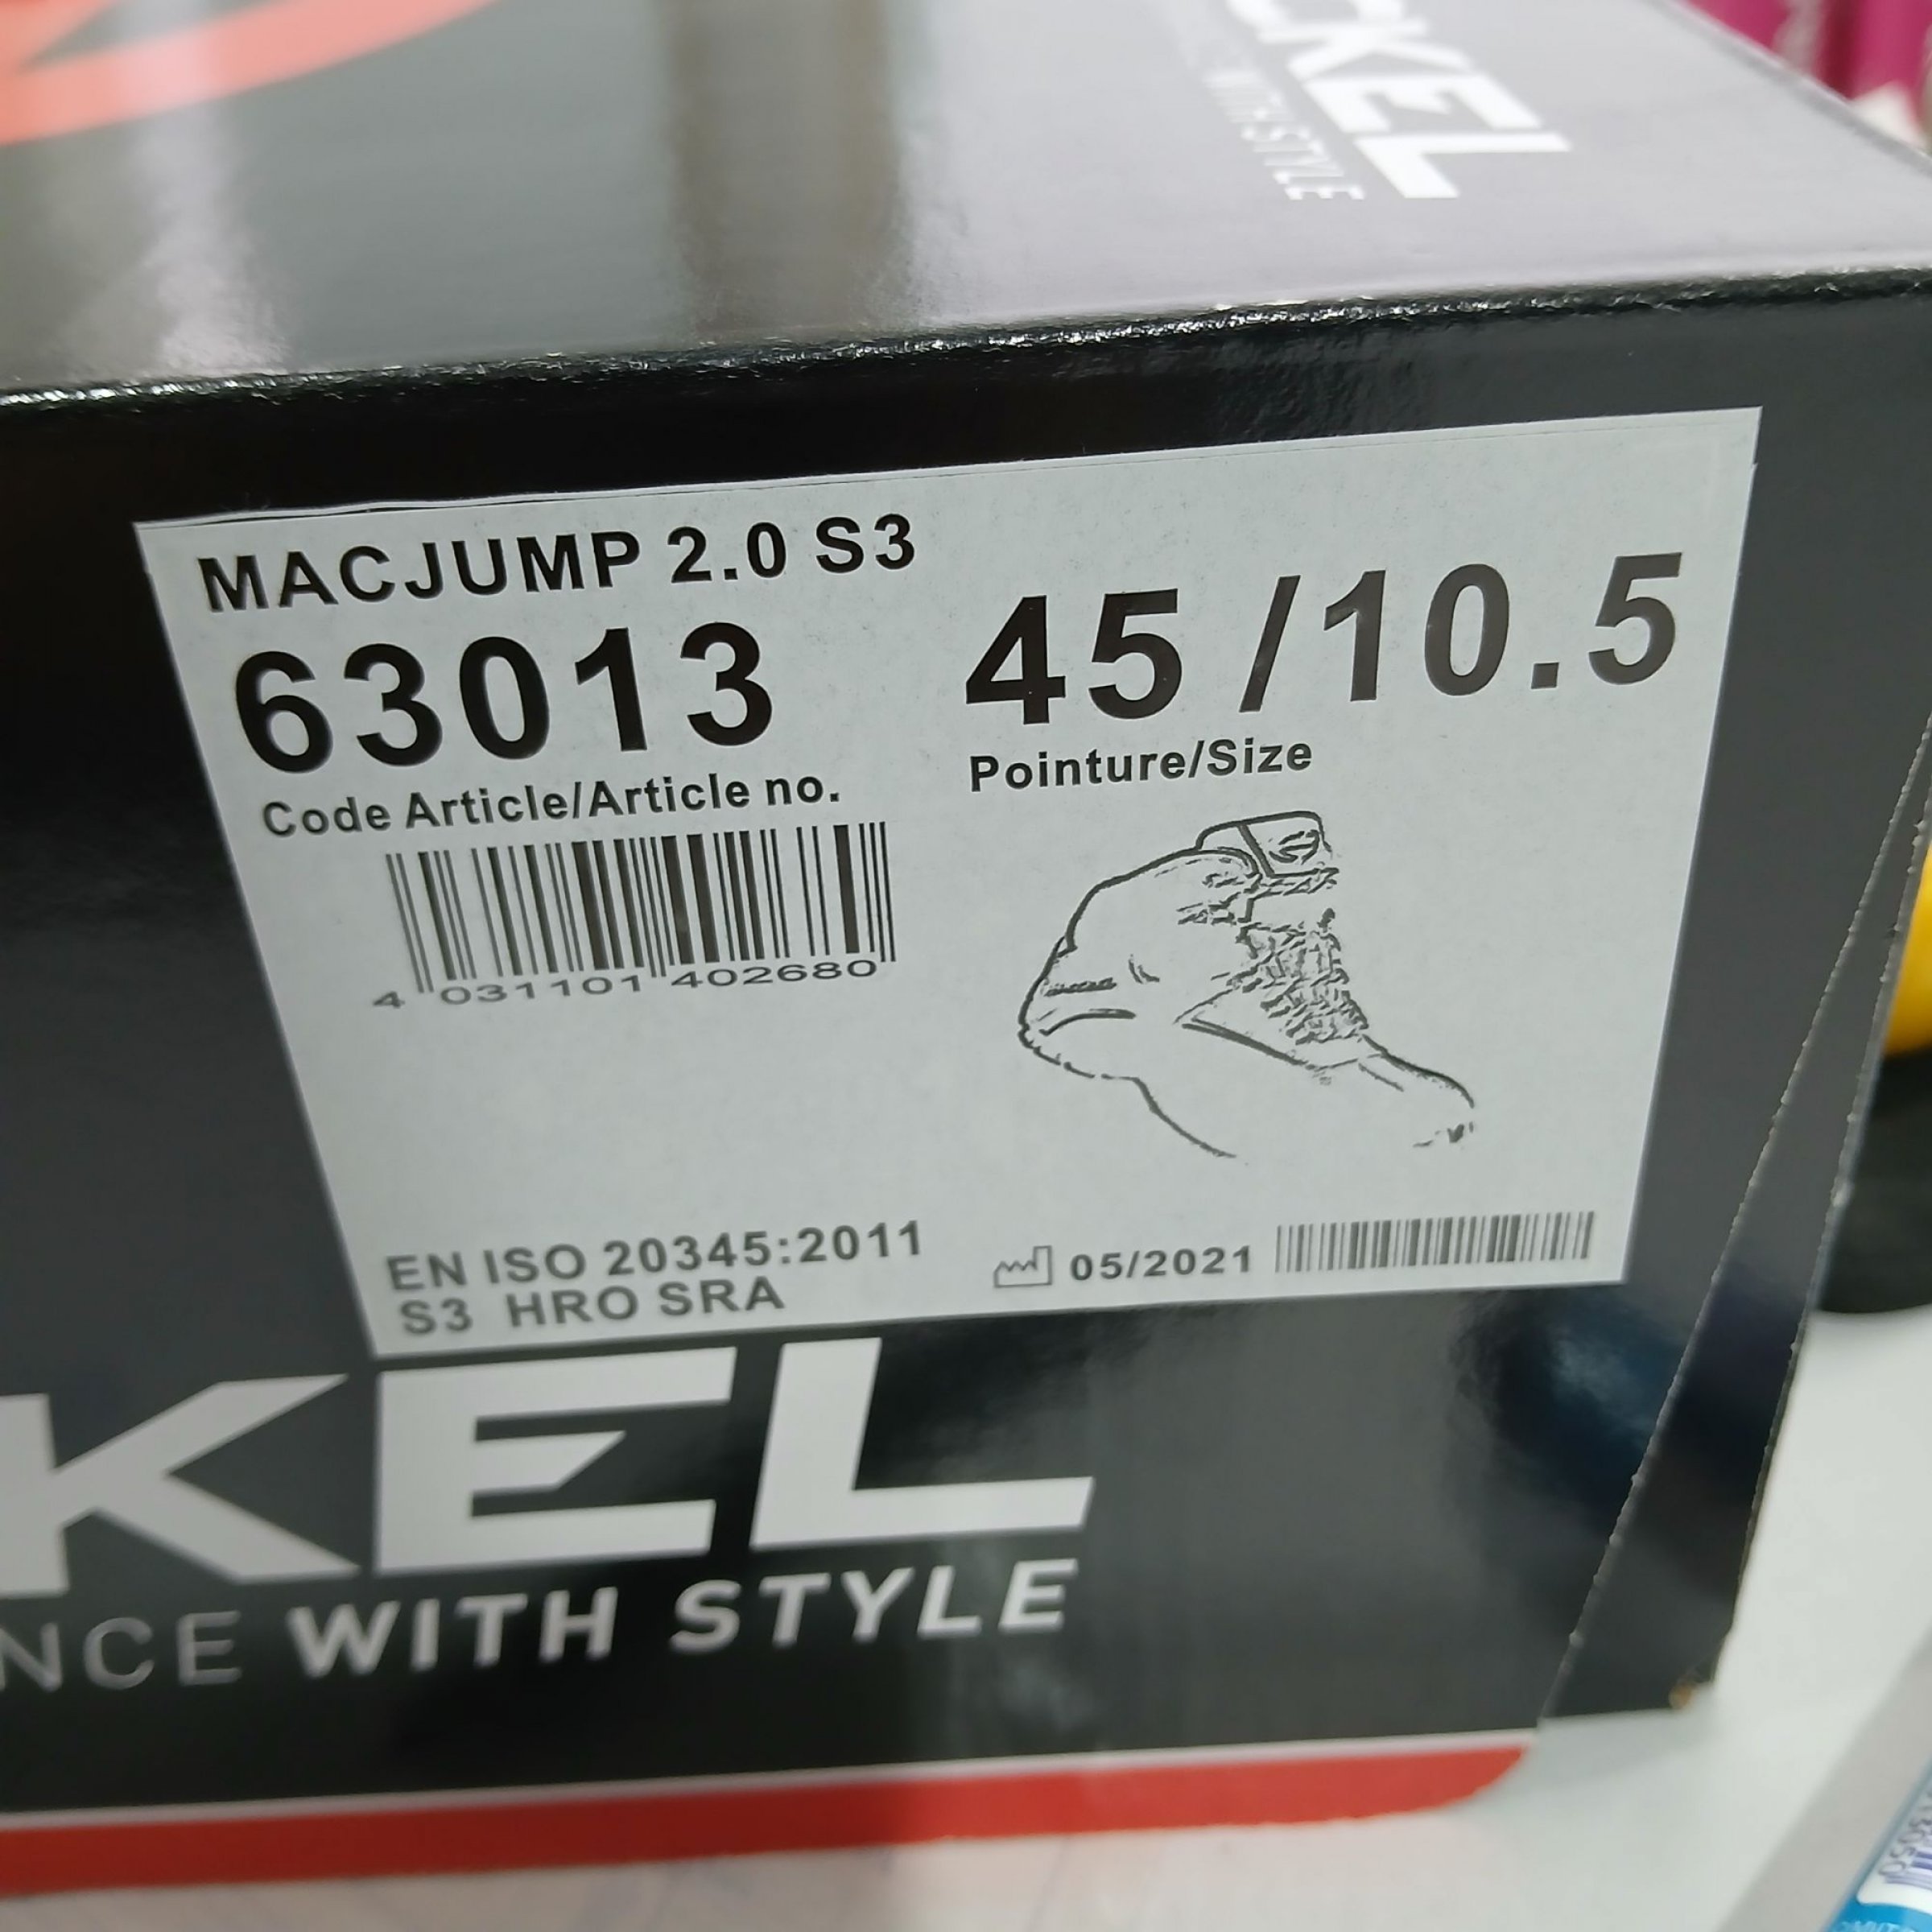 CKEL
WITH STYLE
MACJUMP 2.0 S3
63013
45 /10.5
Code Article/Article no.
Pointure/Size
4 031101 402680
EN ISO 20345:2011
S3 HRO SRA
05/2021
KEL
NCE WITH STYLE